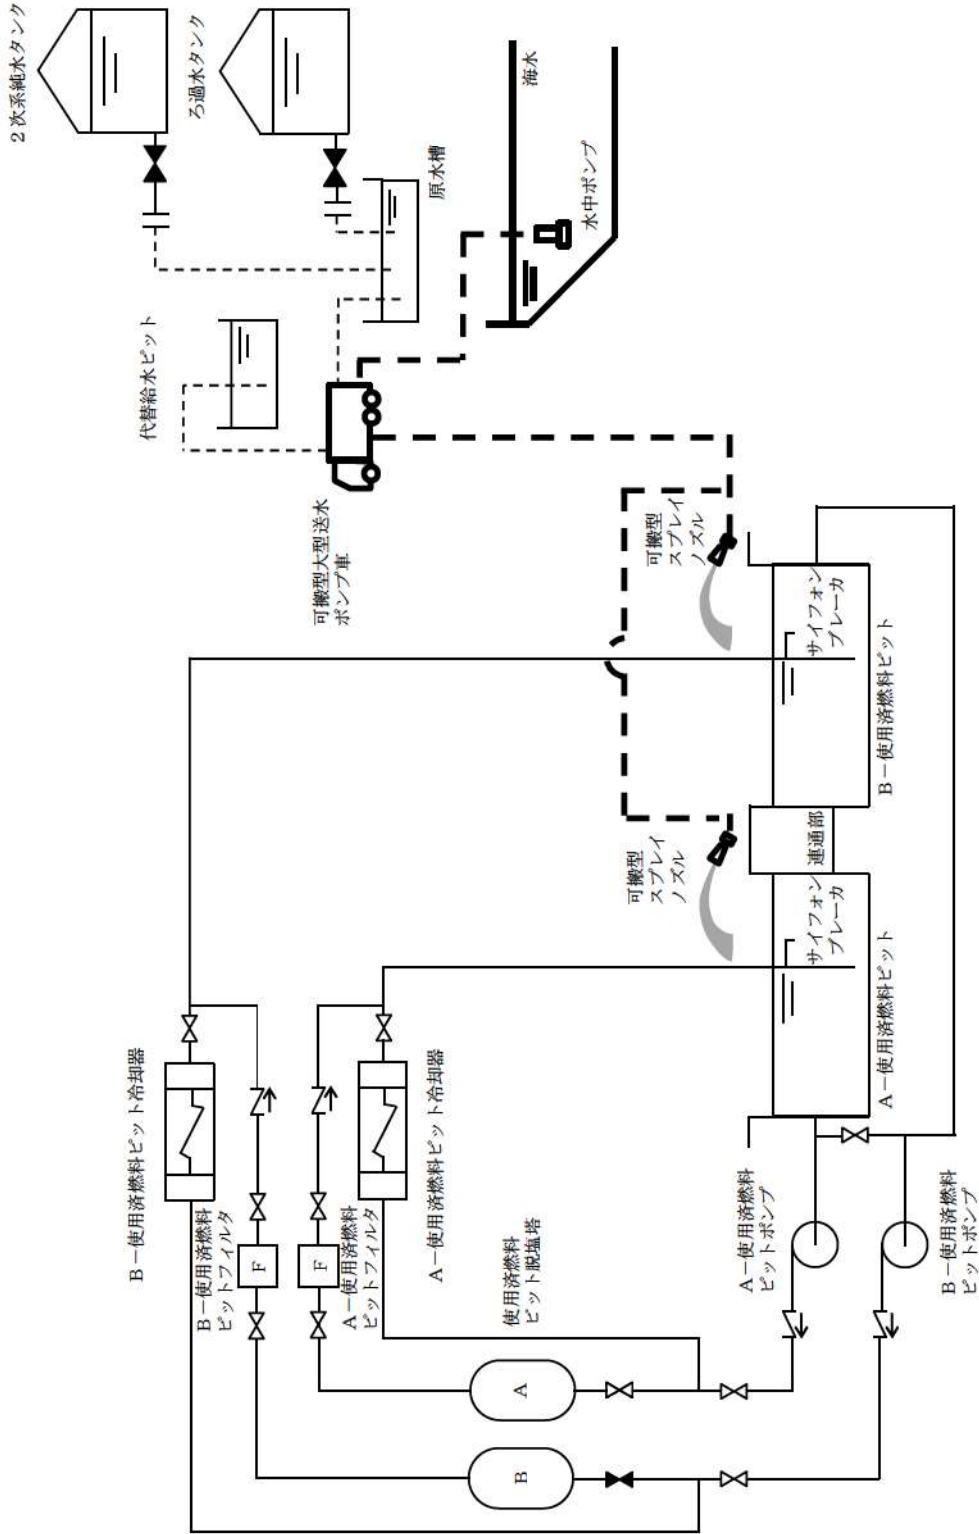 B－使用済燃料ピット冷却器
B－使用済燃料
ピットフィルタ
F
F
A－使用済燃料
ピットフィルタ
A－使用済燃料ピット冷却器
使用済燃料
ピット脱塩塔
B
A
A－使用済燃料
ピットポンプ
B－使用済燃料
ピットポンプ
2次系純水タンク
ろ過水タンク
代替給水ピット
原水槽
海水
水中ポンプ
可搬型大型送水
ポンプ車
可搬型
スプレイ
ノズル
可搬型
スプレイ
ノズル
サイフォン
ブレーカ
連通部
サイフォン
ブレーカ
A－使用済燃料ピット
B－使用済燃料ピット